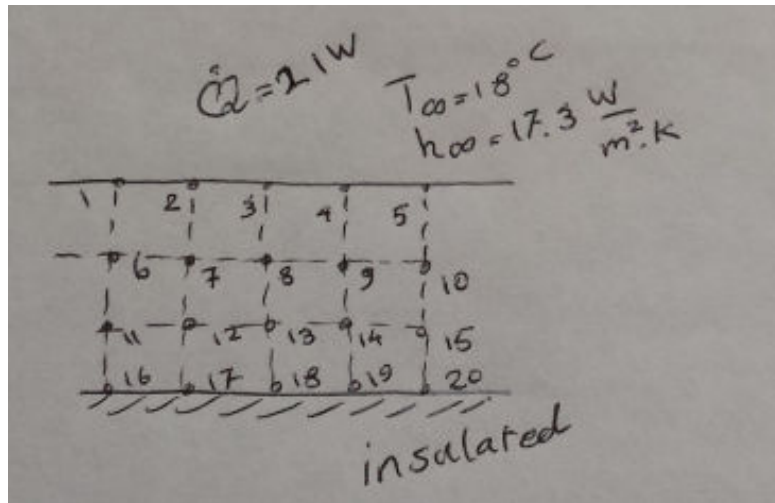 Q̇ = 21W
T∞ = 18°C
h∞ = 17.3 W/m².K
1 2 3 4 5
6 7 8 9 10
11 12 13 14 15
16 17 18 19 20
insulated